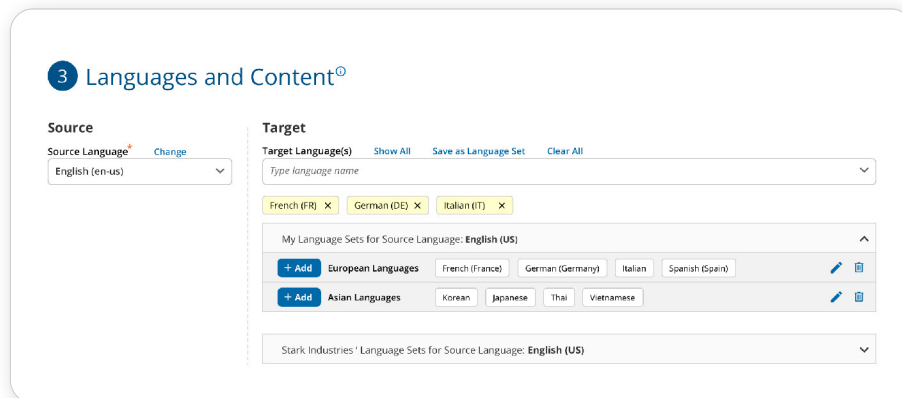 3 Languages and Content
Source
Source Language* Change
English (en-us)
Target
Target Language(s) Show All Save as Language Set Clear All
Type language name
French (FR) × German (DE) × Italian (IT) ×
My Language Sets for Source Language: English (US)
+ Add European Languages French (France) German (Germany) Italian Spanish (Spain)
+ Add Asian Languages Korean Japanese Thai Vietnamese
Stark Industries ' Language Sets for Source Language: English (US)